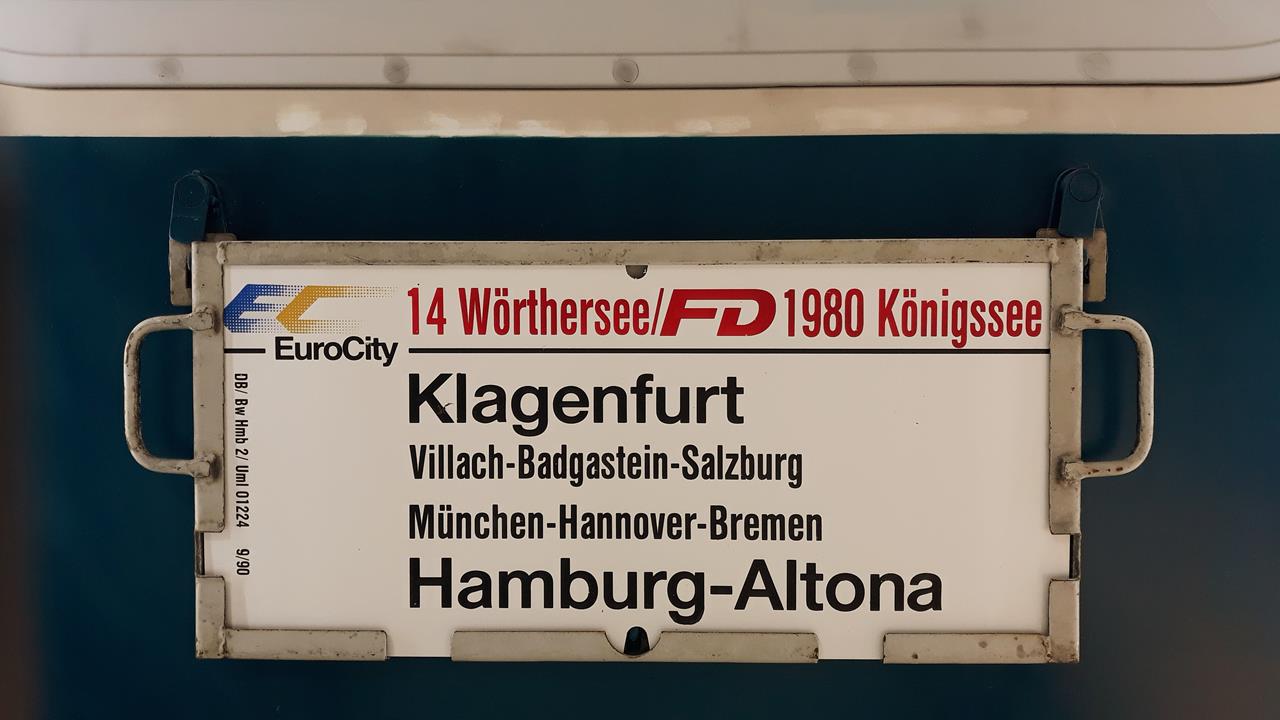 EC 14 Wörthersee/FD 1980 Königssee
EuroCity
Klagenfurt
Villach-Badgastein-Salzburg
München-Hannover-Bremen
Hamburg-Altona
DB/ Bw Hmb 2/ Uml 01224 9/90